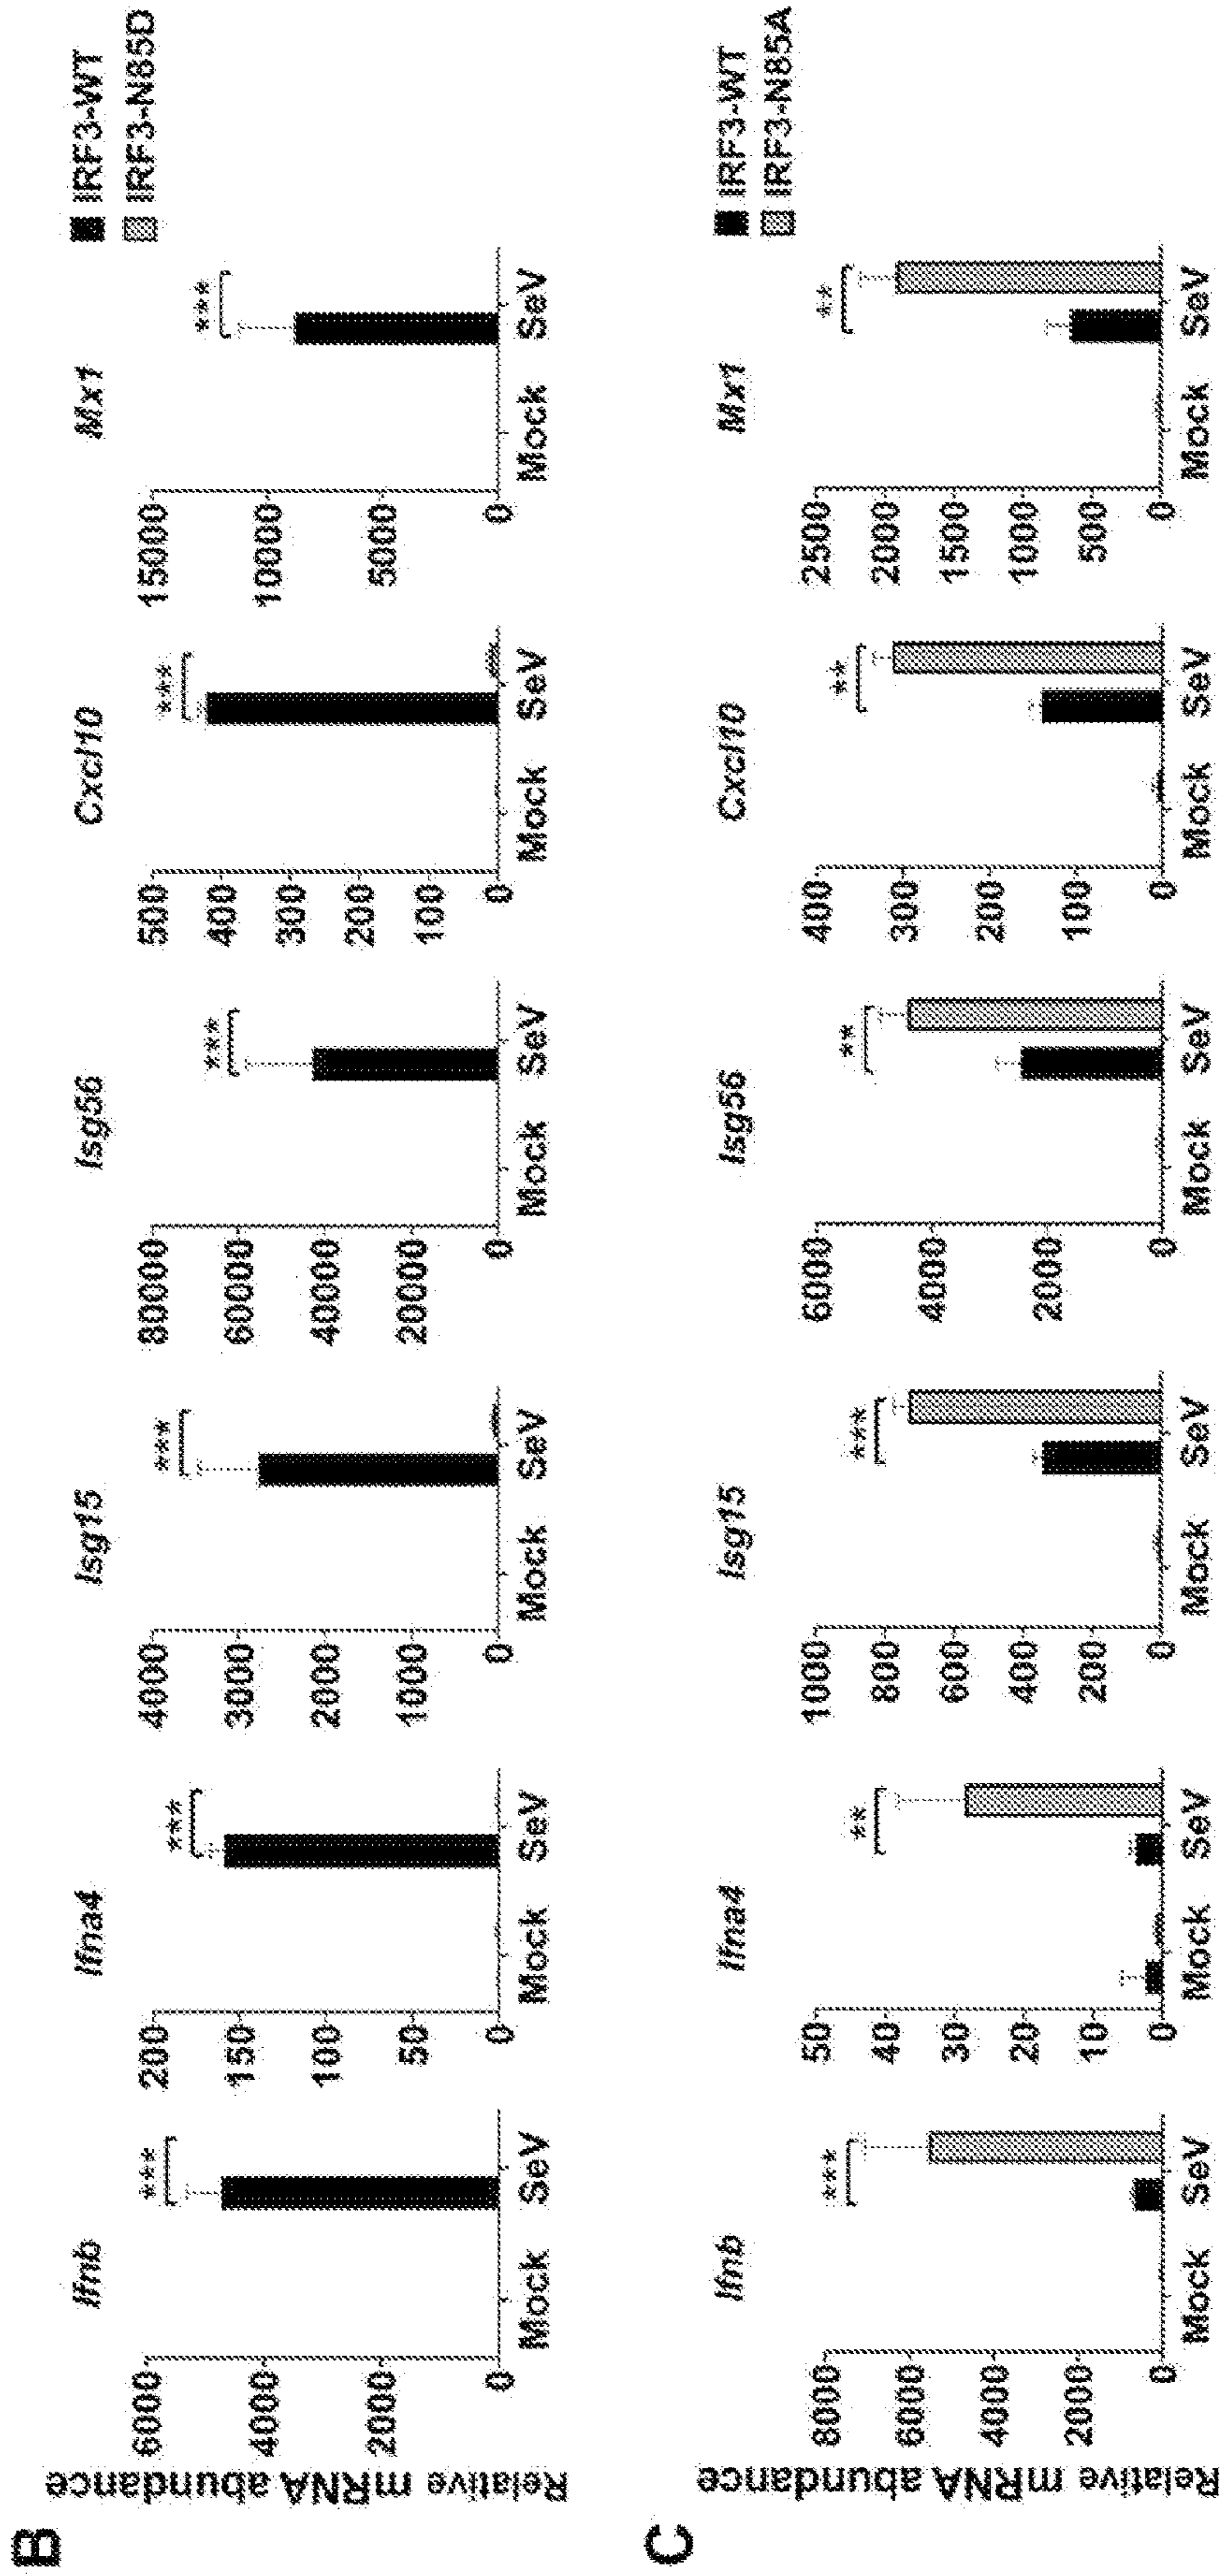 B
Relative mRNA abundance
Ifnb
6000
4000
2000
0
***
Mock SeV
Ifna4
200
150
100
50
0
***
Mock SeV
Isg15
4000
3000
2000
1000
0
***
Mock SeV
Isg56
80000
60000
40000
20000
0
***
Mock SeV
Cxcl10
500
400
300
200
100
0
***
Mock SeV
Mx1
15000
10000
5000
0
***
Mock SeV
IRF3-WT
IRF3-N85D
C
Relative mRNA abundance
Ifnb
8000
6000
4000
2000
0
***
Mock SeV
Ifna4
50
40
30
20
10
0
**
Mock SeV
Isg15
1000
800
600
400
200
0
***
Mock SeV
Isg56
6000
4000
2000
0
**
Mock SeV
Cxcl10
400
300
200
100
0
**
Mock SeV
Mx1
2500
2000
1500
1000
500
0
**
Mock SeV
IRF3-WT
IRF3-N85A